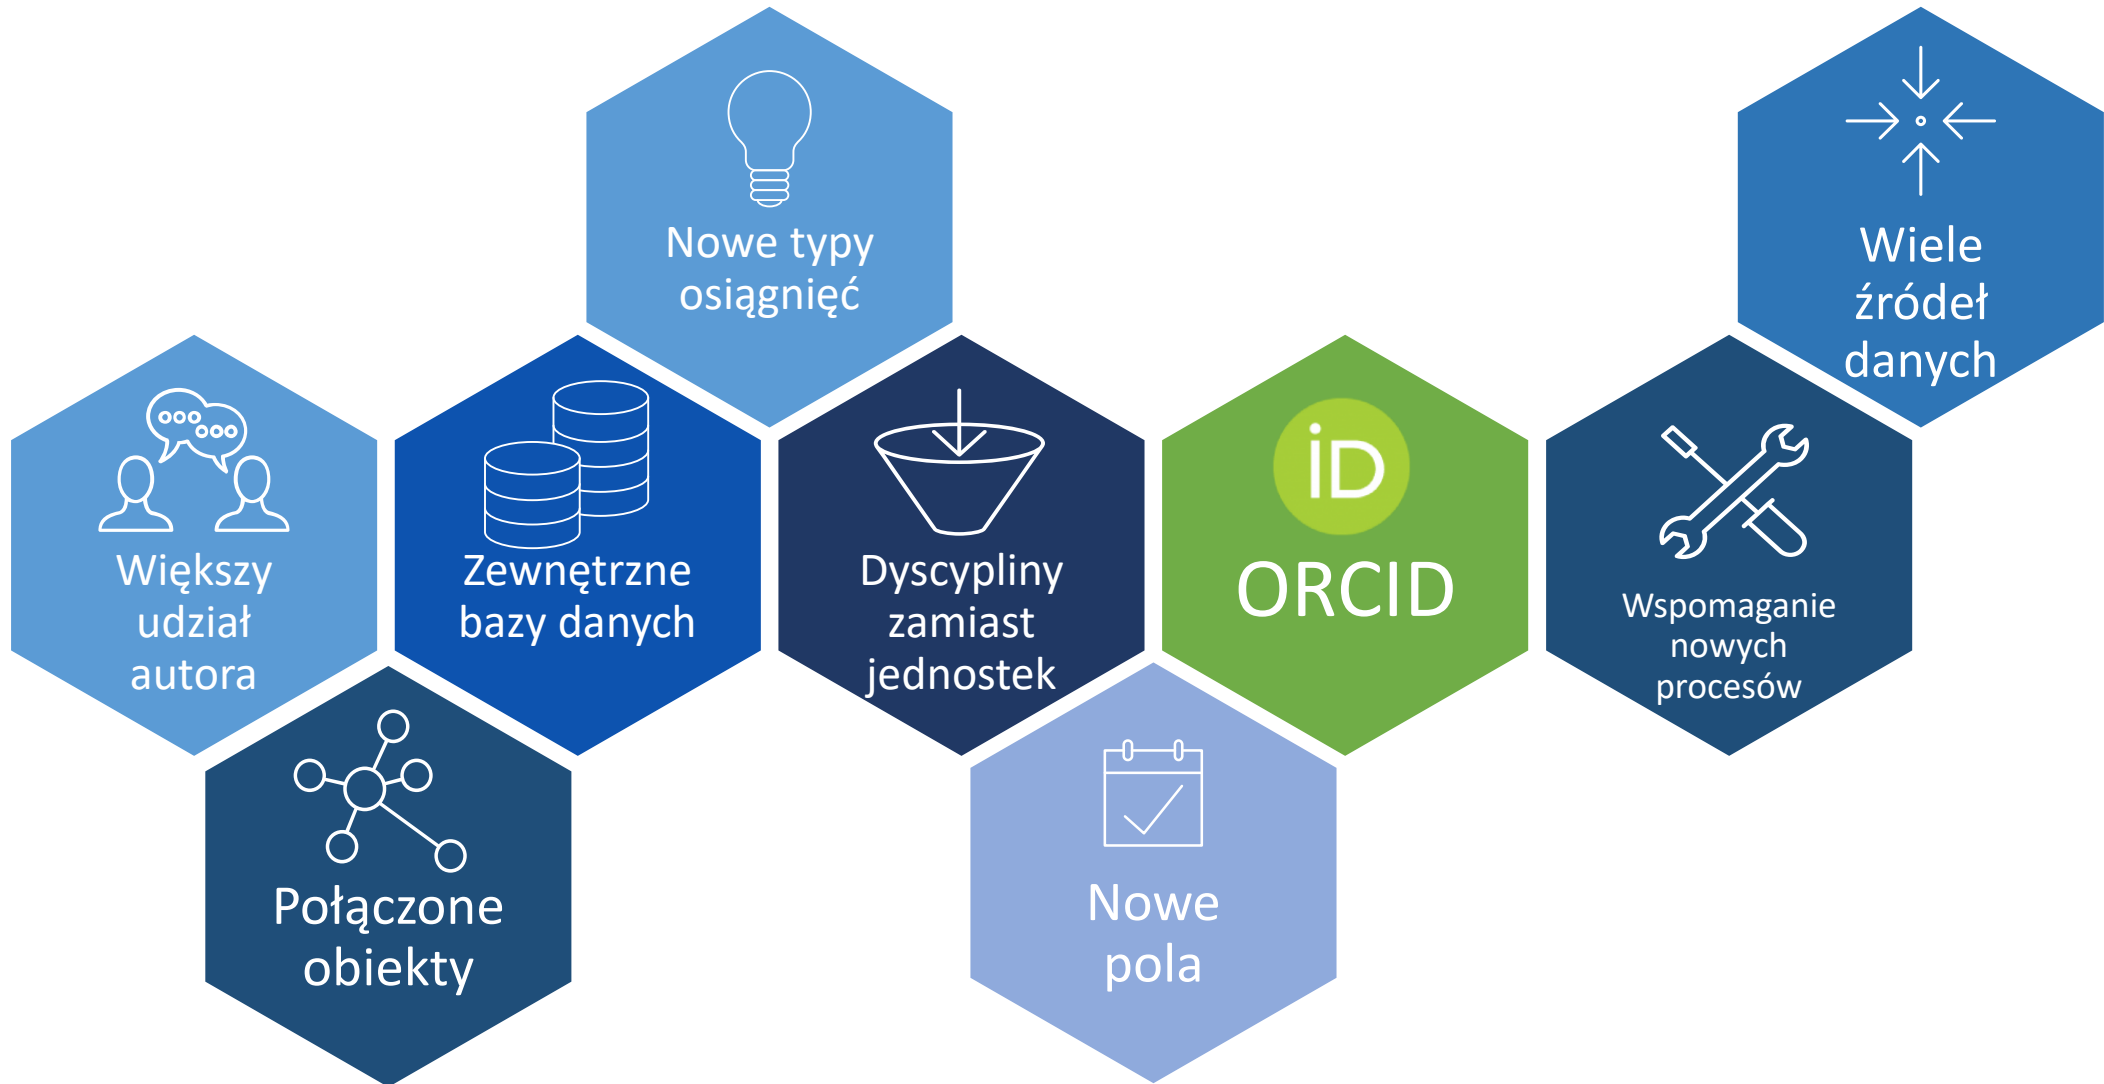 Nowe typy
osiągnięć
Wiele
źródeł
danych
Większy
udział
autora
Zewnętrzne
bazy danych
Dyscypliny
zamiast
jednostek
iD
ORCID
Wspomaganie
nowych
procesów
Połączone
obiekty
Nowe
pola